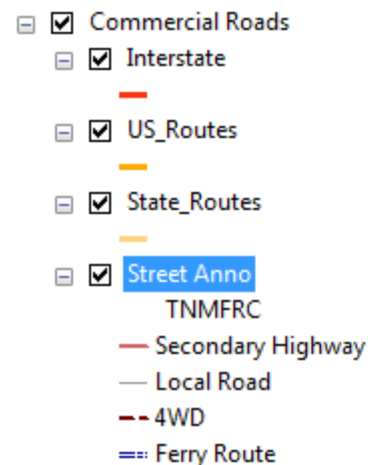 Commercial Roads
Interstate
US_Routes
State_Routes
Street Anno
TNMFRC
Secondary Highway
Local Road
4WD
Ferry Route